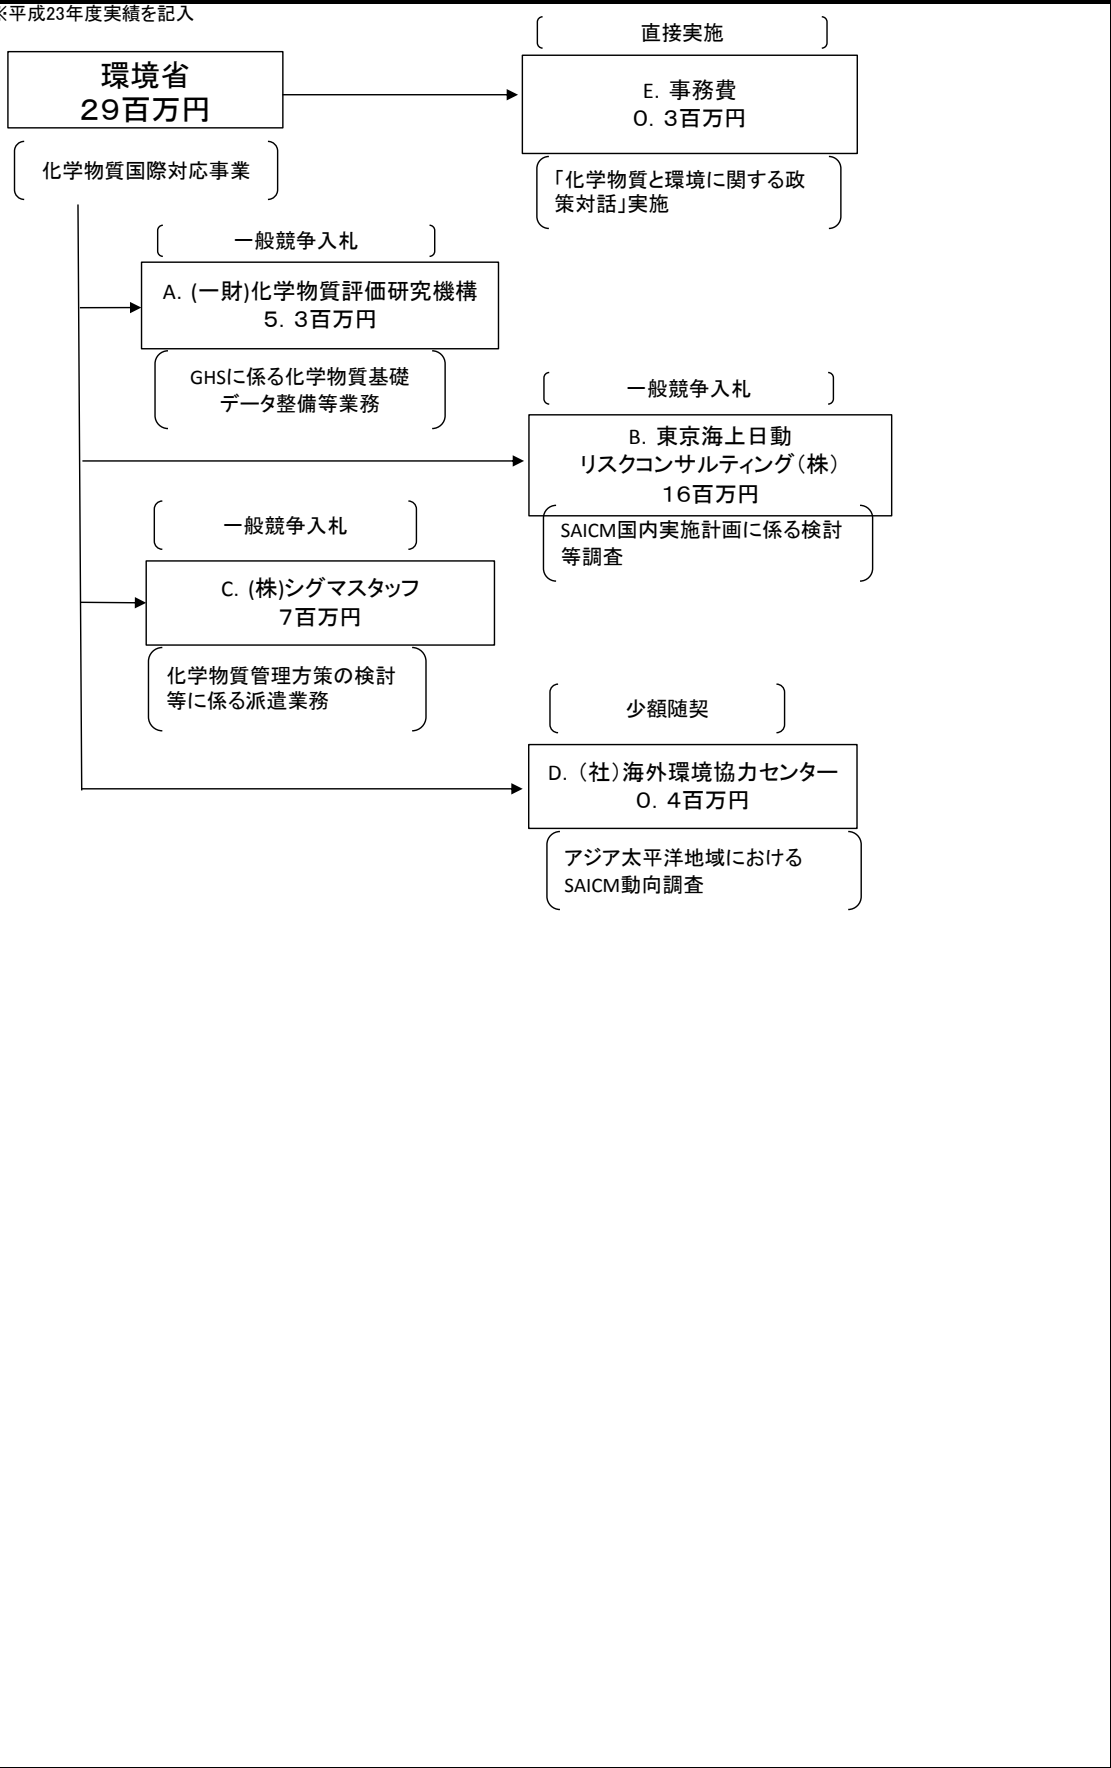 ※平成23年度実績を記入
直接実施
環境省
29百万円
E. 事務費
0. 3百万円
化学物質国際対応事業
「化学物質と環境に関する政
策対話」実施
一般競争入札
A. (一財)化学物質評価研究機構
5. 3百万円
GHSに係る化学物質基礎
データ整備等業務
一般競争入札
B. 東京海上日動
リスクコンサルティング（株）
16百万円
SAICM国内実施計画に係る検討
等調査
一般競争入札
C. (株)シグマスタッフ
7百万円
化学物質管理方策の検討
等に係る派遣業務
少額随契
D. （社）海外環境協力センター
0. 4百万円
アジア太平洋地域における
SAICM動向調査